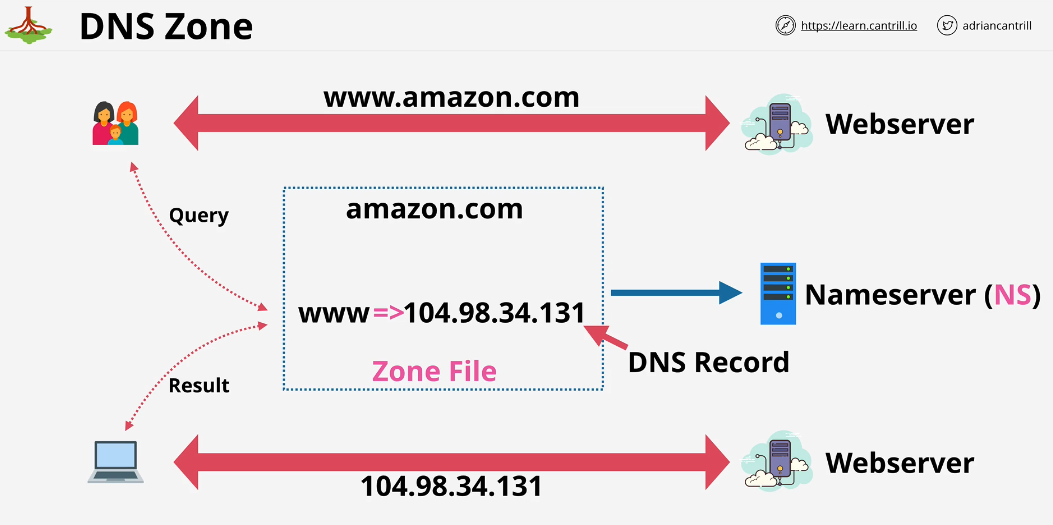 DNS Zone
https://learn.cantrill.io
adriancantrill
www.amazon.com
Webserver
Query
amazon.com
www=>104.98.34.131
Nameserver (NS)
DNS Record
Zone File
Result
Webserver
104.98.34.131